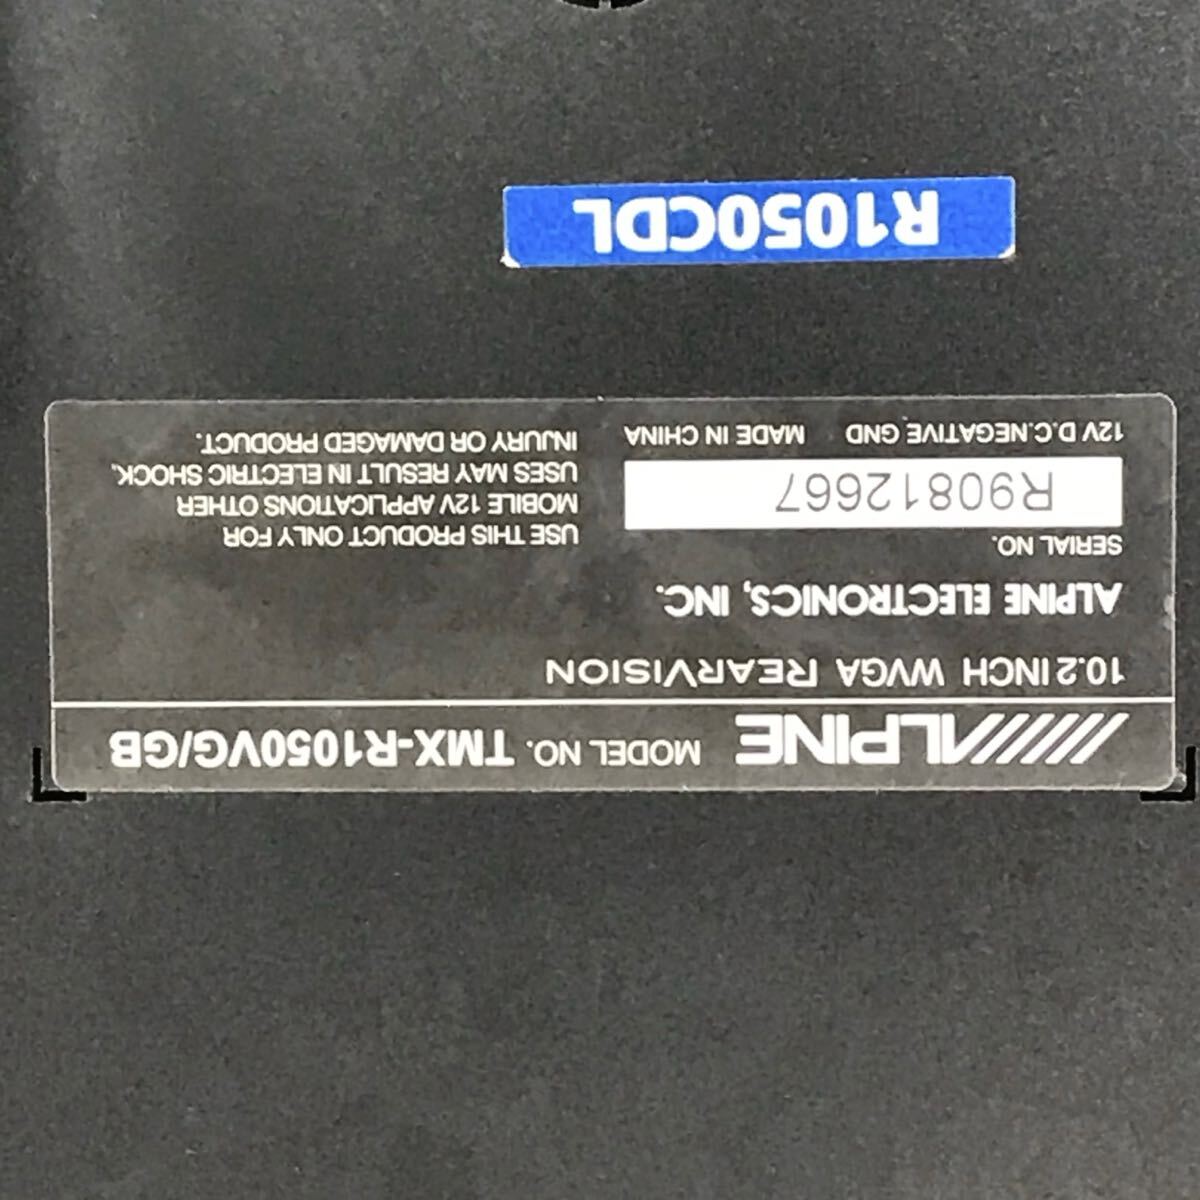 ALPINE MODEL NO. TMX-R1050VG/GB
10.2 INCH WVGA REARVISION
ALPINE ELECTRONICS, INC.
SERIAL NO.
R90812667
12V D.C.NEGATIVE GND MADE IN CHINA
USE THIS PRODUCT ONLY FOR
MOBILE 12V APPLICATIONS OTHER
USES MAY RESULT IN ELECTRIC SHOCK,
INJURY OR DAMAGED PRODUCT.
R1050CDL